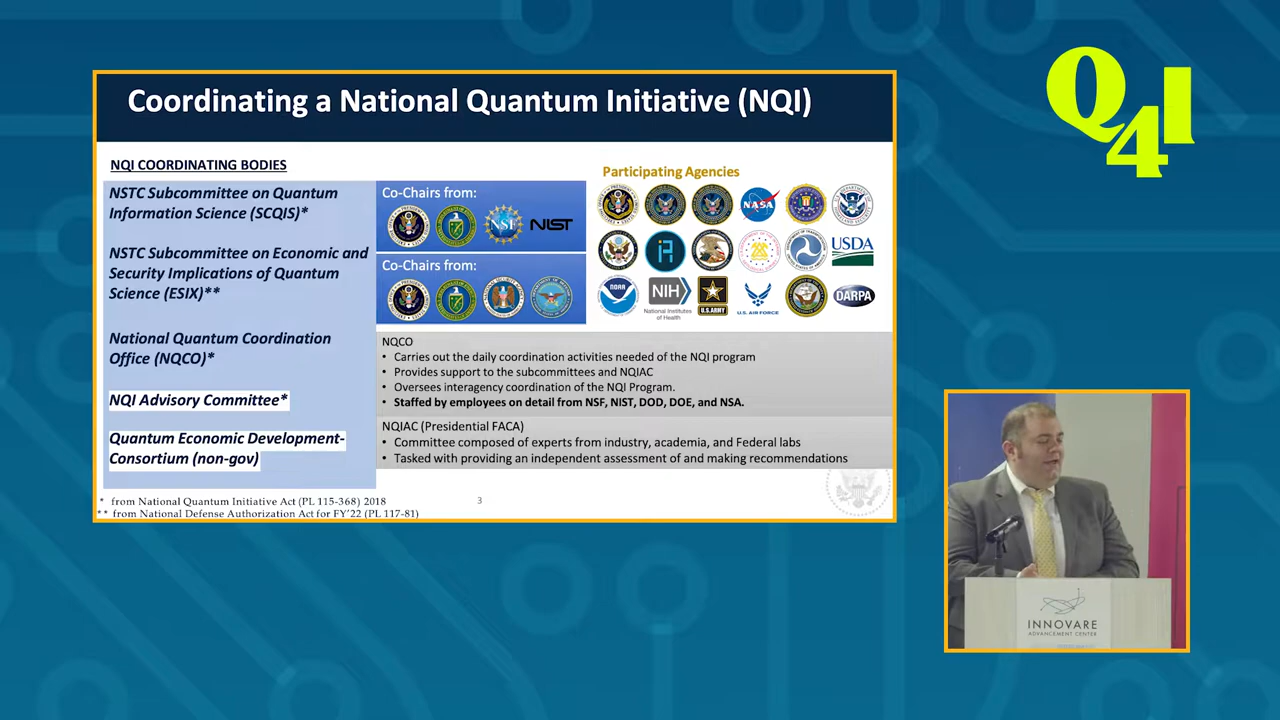 Coordinating a National Quantum Initiative (NQI)
Q4I
NQI COORDINATING BODIES
NSTC Subcommittee on Quantum
Information Science (SCQIS)*
NSTC Subcommittee on Economic and
Security Implications of Quantum
Science (ESIX)**
National Quantum Coordination
Office (NQCO)*
NQI Advisory Committee*
Quantum Economic Development-
Consortium (non-gov)
Co-Chairs from:
NSF
NIST
Co-Chairs from:
Participating Agencies
NASA
USDA
NOAA
NIH
National Institutes
of Health
U.S.ARMY
U.S. AIR FORCE
DARPA
NQCO
• Carries out the daily coordination activities needed of the NQI program
• Provides support to the subcommittees and NQIAC
• Oversees interagency coordination of the NQI Program.
• Staffed by employees on detail from NSF, NIST, DOD, DOE, and NSA.
NQIAC (Presidential FACA)
• Committee composed of experts from industry, academia, and Federal labs
• Tasked with providing an independent assessment of and making recommendations
* from National Quantum Initiative Act (PL 115-368) 2018
** from National Defense Authorization Act for FY'22 (PL 117-81)
3
INNOVARE
ADVANCEMENT CENTER